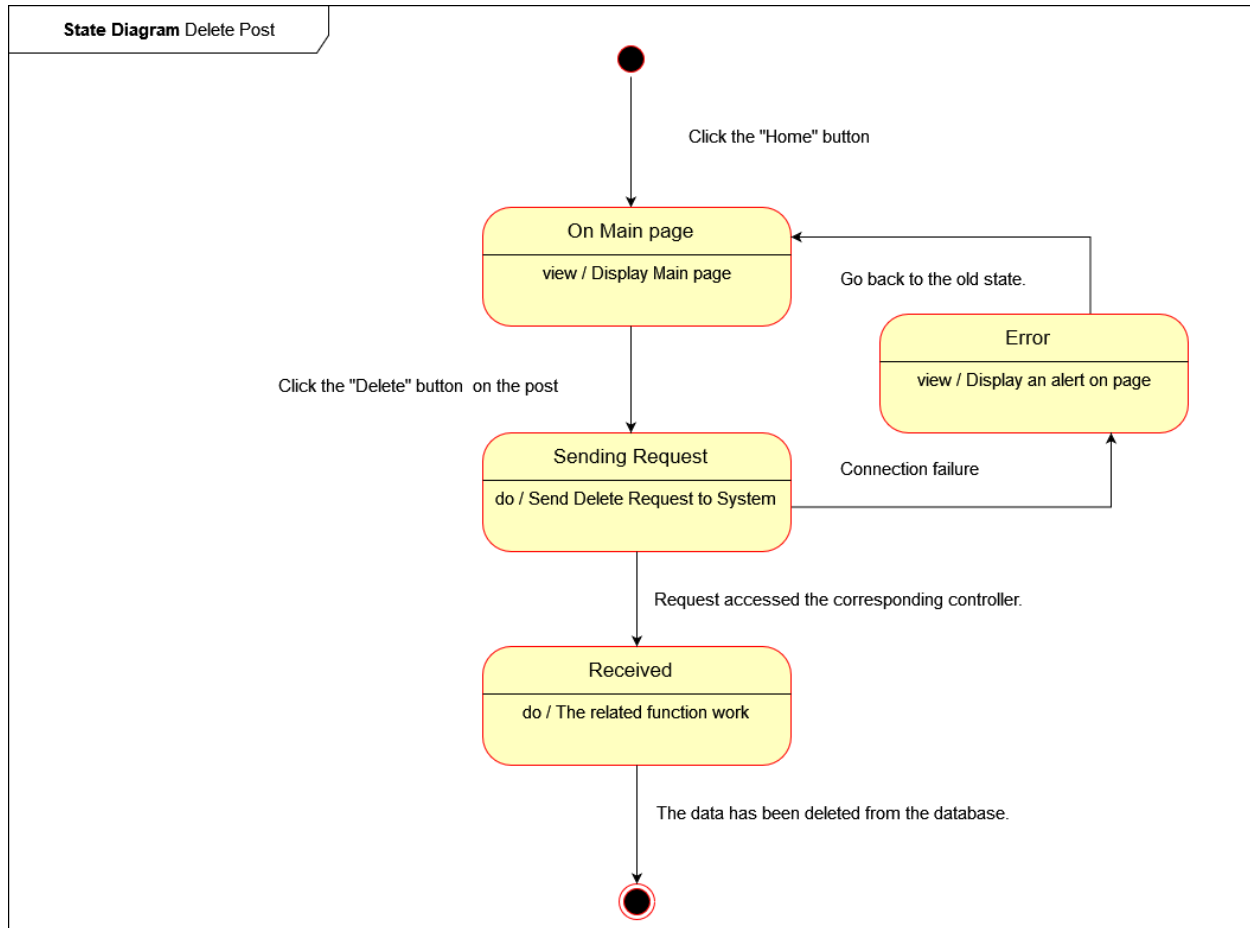 State Diagram Delete Post
Click the "Home" button
On Main page
view / Display Main page
Go back to the old state.
Error
view / Display an alert on page
Click the "Delete" button on the post
Sending Request
do / Send Delete Request to System
Connection failure
Request accessed the corresponding controller.
Received
do / The related function work
The data has been deleted from the database.